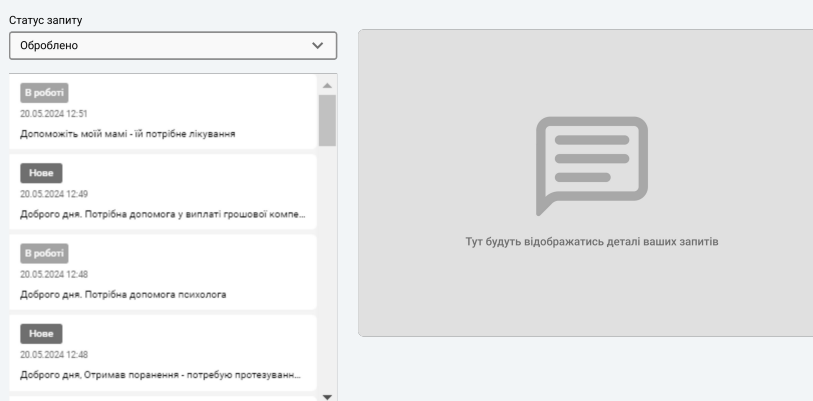 Статус запиту
Оброблено
В роботі
20.05.2024 12:51
Допоможіть моїй мамі - їй потрібне лікування
Нове
20.05.2024 12:49
Доброго дня. Потрібна допомога у виплаті грошової компе...
В роботі
20.05.2024 12:48
Доброго дня. Потрібна допомога психолога
Нове
20.05.2024 12:48
Доброго дня, Отримав поранення - потребую протезуванн...
Тут будуть відображатись деталі ваших запитів